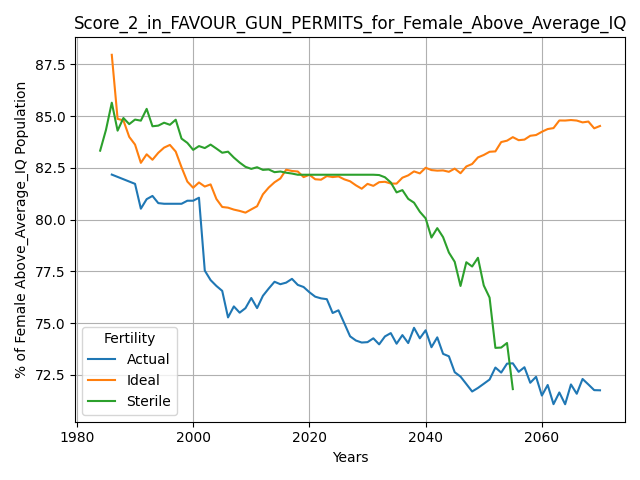 Score_2_in_FAVOUR_GUN_PERMITS_for_Female_Above_Average_IQ
% of Female Above_Average_IQ Population
87.5
85.0
82.5
80.0
77.5
75.0
72.5
Fertility
Actual
Ideal
Sterile
1980
2000
2020
2040
2060
Years